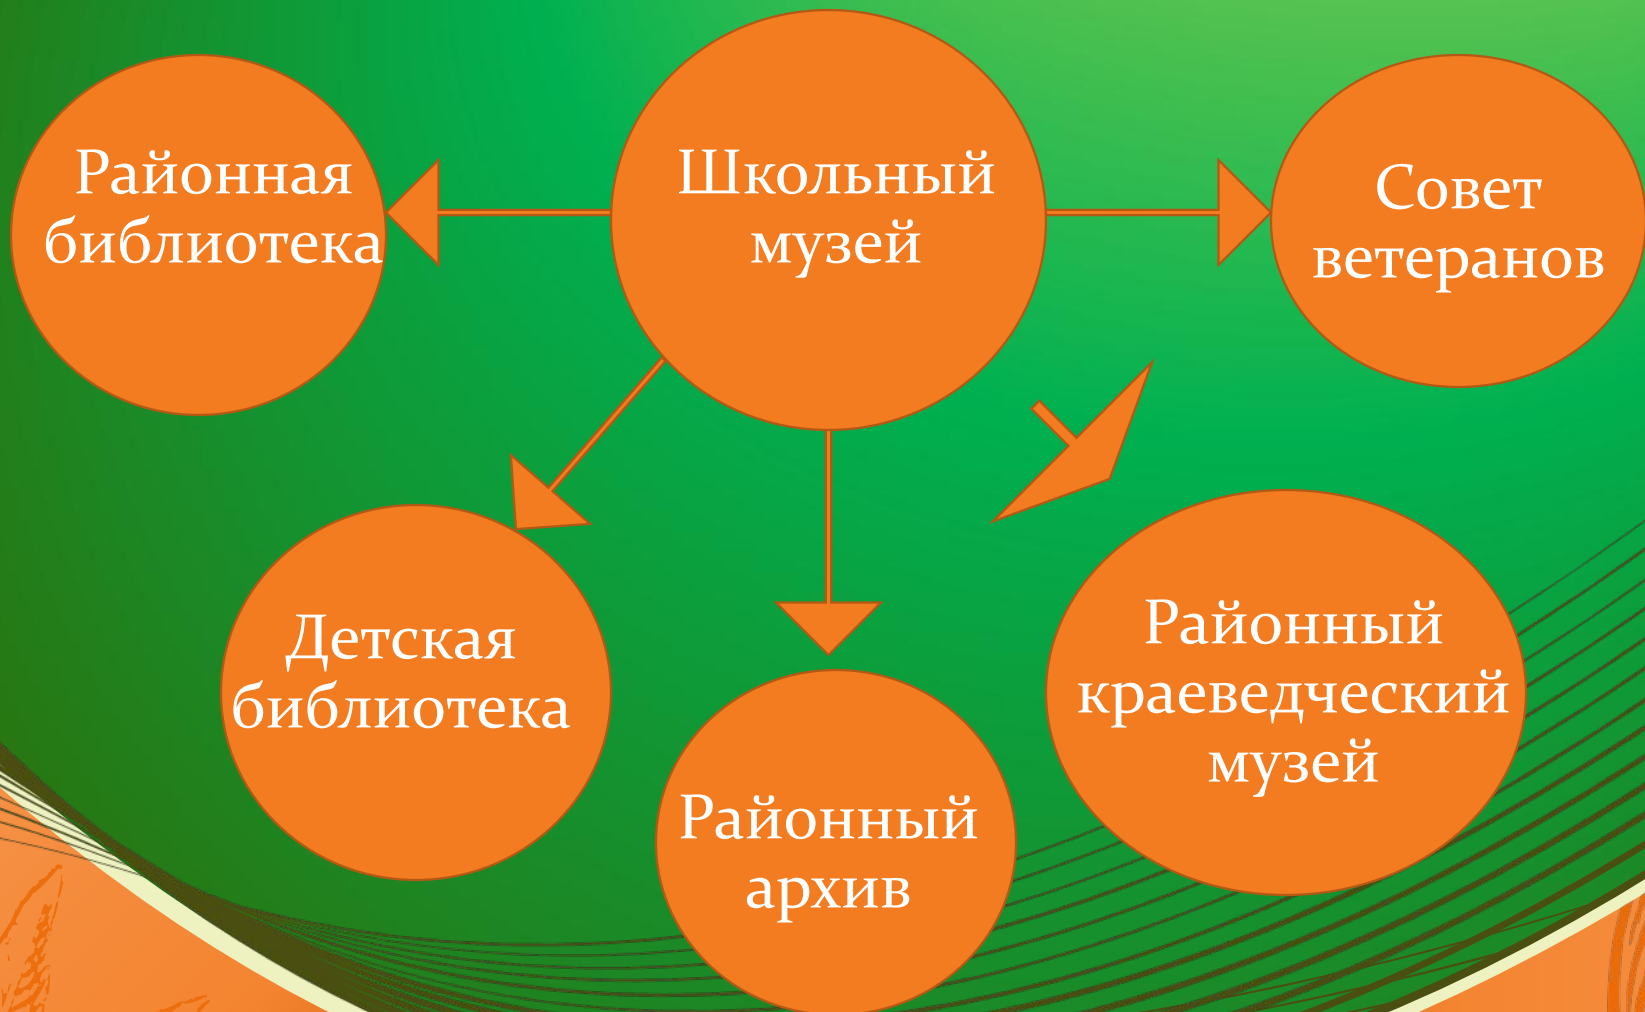 Районная
библиотека
Школьный
музей
Совет
ветеранов
Детская
библиотека
Районный
архив
Районный
краеведческий
музей